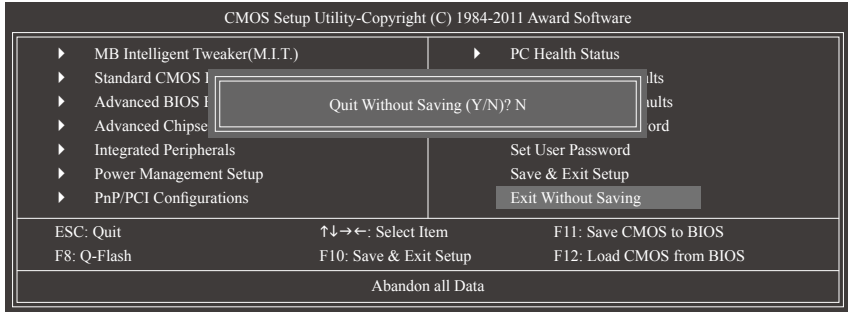 CMOS Setup Utility-Copyright (C) 1984-2011 Award Software
MB Intelligent Tweaker(M.I.T.)
Standard CMOS
Advanced BIOS
Advanced
Integrated Peripherals
Power Management Setup
PnP/PCI Configurations
PC Health Status
Set User Password
Save & Exit Setup
Exit Without Saving
Quit Without Saving (Y/N)? N
ESC: Quit ↑↓→←: Select Item F11: Save CMOS to BIOS
F8: Q-Flash F10: Save & Exit Setup F12: Load CMOS from BIOS
Abandon all Data